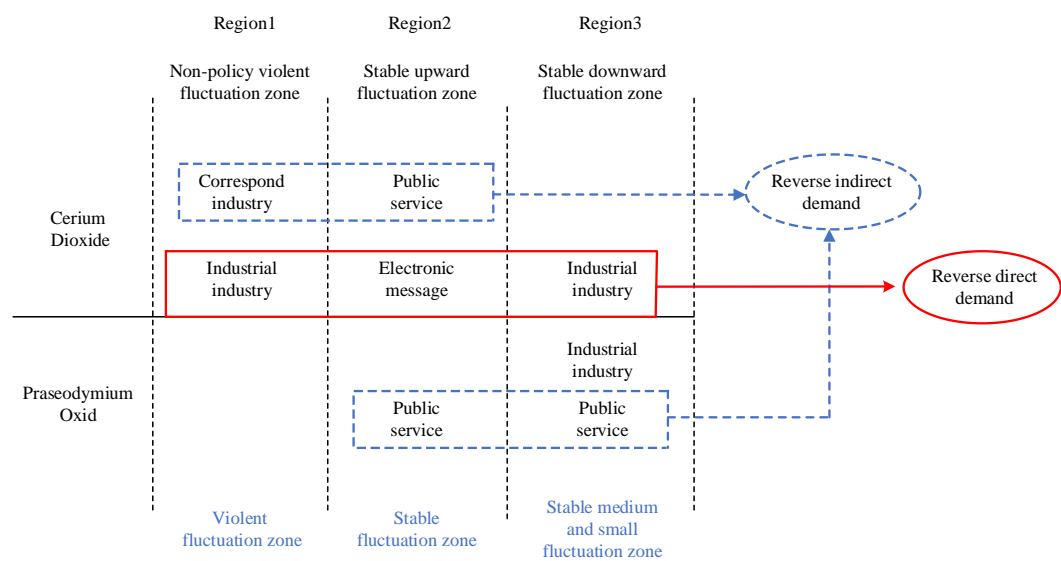 Region1
Region2
Region3
Non-policy violent
fluctuation zone
Stable upward
fluctuation zone
Stable downward
fluctuation zone
Cerium
Dioxide
Correspond
industry
Public
service
Reverse indirect
demand
Industrial
industry
Electronic
message
Industrial
industry
Reverse direct
demand
Praseodymium
Oxid
Industrial
industry
Public
service
Public
service
Violent
fluctuation zone
Stable
fluctuation zone
Stable medium
and small
fluctuation zone